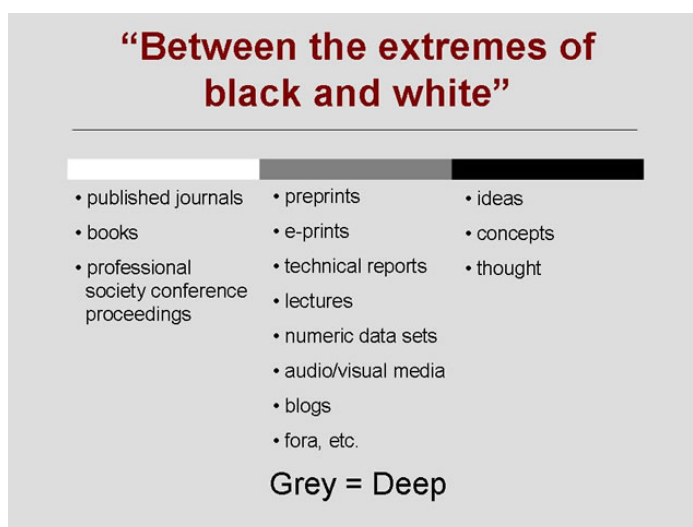 “Between the extremes of
black and white”
• published journals
• books
• professional
society conference
proceedings
• preprints
• e-prints
• technical reports
• lectures
• numeric data sets
• audio/visual media
• blogs
• fora, etc.
• ideas
• concepts
• thought
Grey = Deep